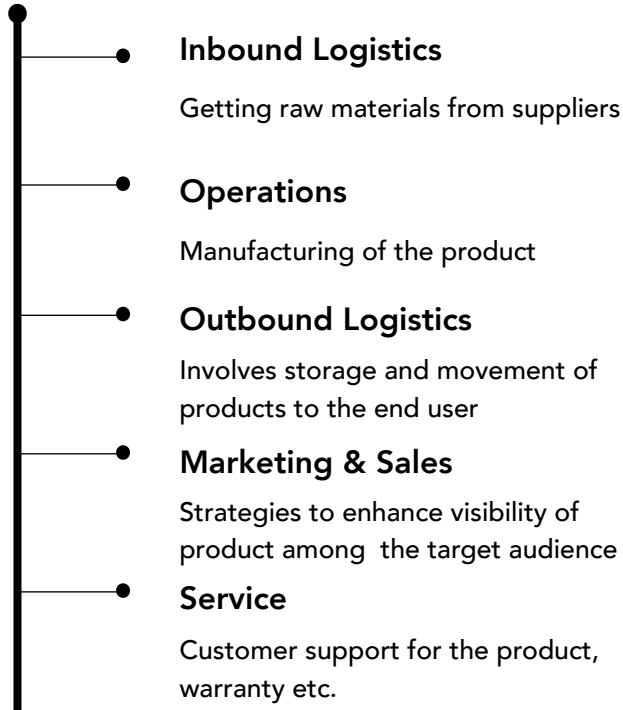 Inbound Logistics
Getting raw materials from suppliers
Operations
Manufacturing of the product
Outbound Logistics
Involves storage and movement of
products to the end user
Marketing & Sales
Strategies to enhance visibility of
product among  the target audience
Service
Customer support for the product,
warranty etc.